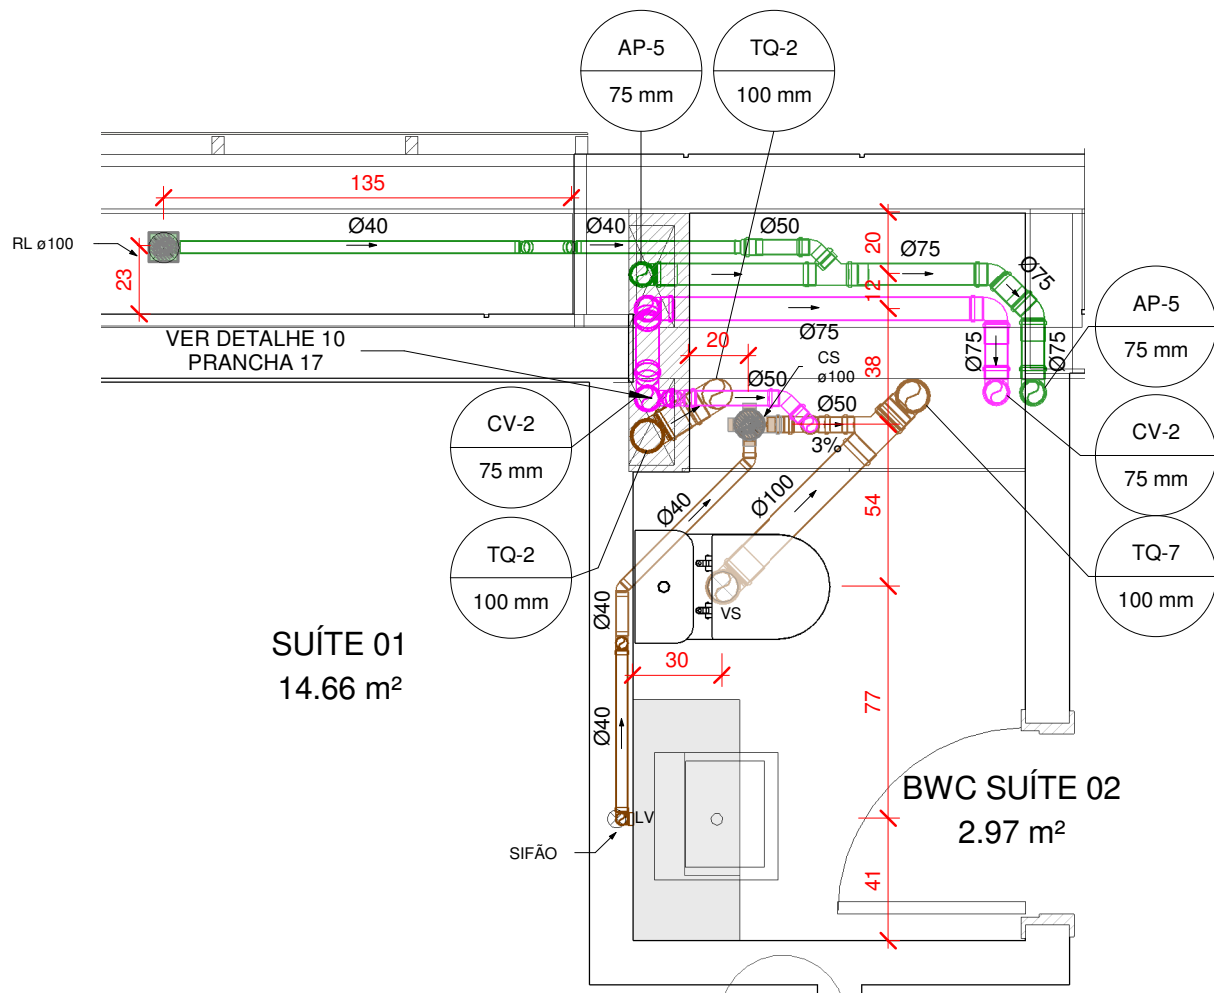 AP-5
75 mm
TQ-2
100 mm
135
Ø40
Ø40
Ø50
20
Ø75
Ø75
RL ø100
23
12
AP-5
75 mm
VER DETALHE 10
PRANCHA 17
Ø75
20
CS
ø100
38
Ø75
Ø75
Ø50
Ø50
3%
CV-2
75 mm
CV-2
75 mm
Ø40
Ø100
54
TQ-2
100 mm
TQ-7
100 mm
Ø40
VS
SUÍTE 01
14.66 m²
30
77
Ø40
BWC SUÍTE 02
2.97 m²
LV
SIFÃO
41